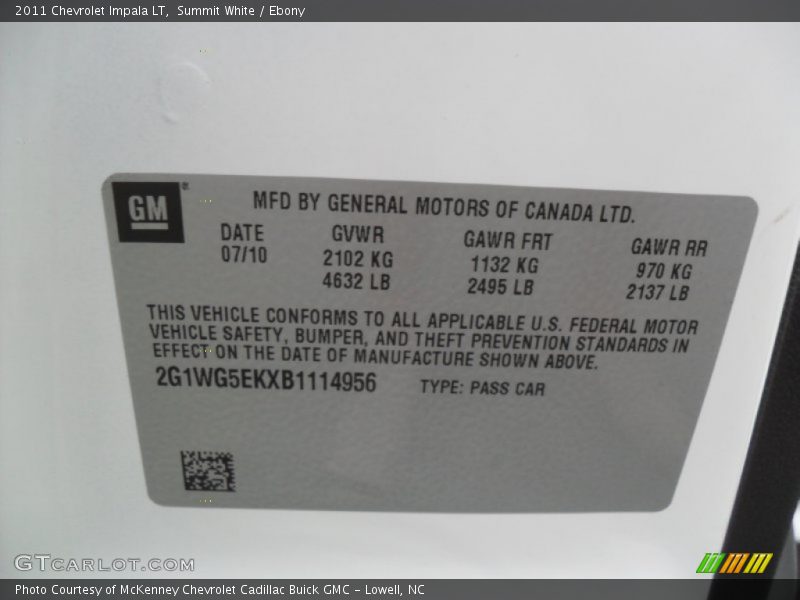 2011 Chevrolet Impala LT,  Summit White / Ebony
GM®
MFD BY GENERAL MOTORS OF CANADA LTD.
DATE GVWR GAWR FRT GAWR RR
07/10 2102 KG 1132 KG 970 KG
4632 LB 2495 LB 2137 LB
THIS VEHICLE CONFORMS TO ALL APPLICABLE U.S. FEDERAL MOTOR
VEHICLE SAFETY, BUMPER, AND THEFT PREVENTION STANDARDS IN
EFFECT ON THE DATE OF MANUFACTURE SHOWN ABOVE.
2G1WG5EKXB1114956 TYPE: PASS CAR
GTCARLOT.COM
Photo Courtesy of McKenney Chevrolet Cadillac Buick GMC - Lowell, NC